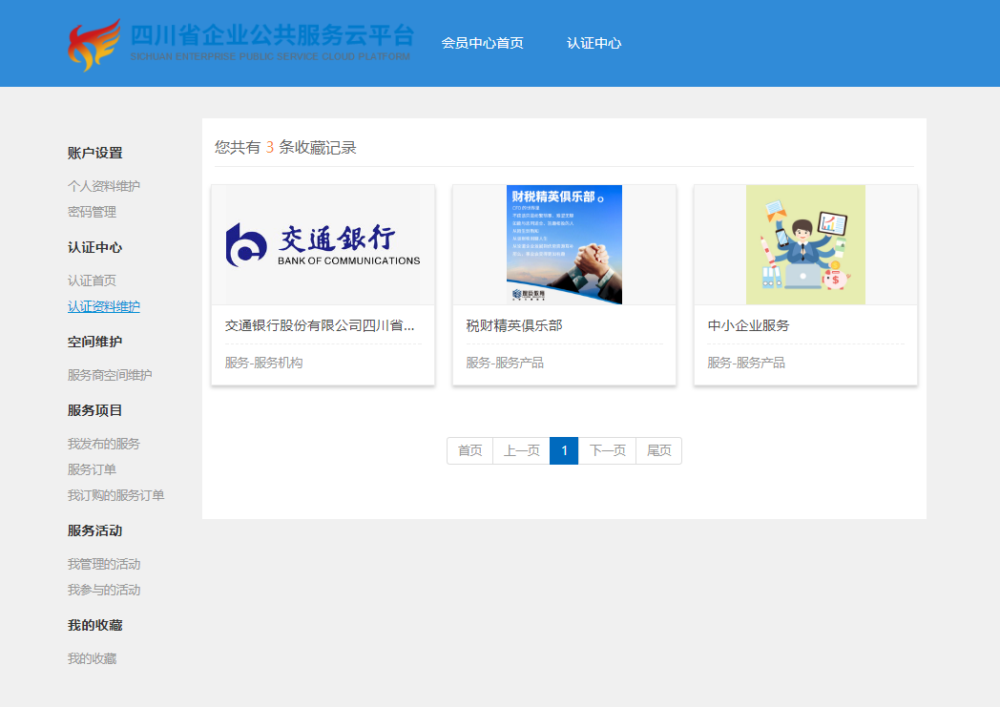 四川省企业公共服务云平台
SICHUAN ENTERPRISE PUBLIC SERVICE CLOUD PLATFORM
会员中心首页
认证中心
账户设置
个人资料维护
密码管理
认证中心
认证首页
认证资料维护
空间维护
服务商空间维护
服务项目
我发布的服务
服务订单
我订购的服务订单
服务活动
我管理的活动
我参与的活动
我的收藏
我的收藏
您共有 3 条收藏记录
交通银行
BANK OF COMMUNICATIONS
交通银行股份有限公司四川省...
服务-服务机构
财税精英俱乐部。
税财精英俱乐部
服务-服务产品
中小企业服务
服务-服务产品
首页
上一页
1
下一页
尾页